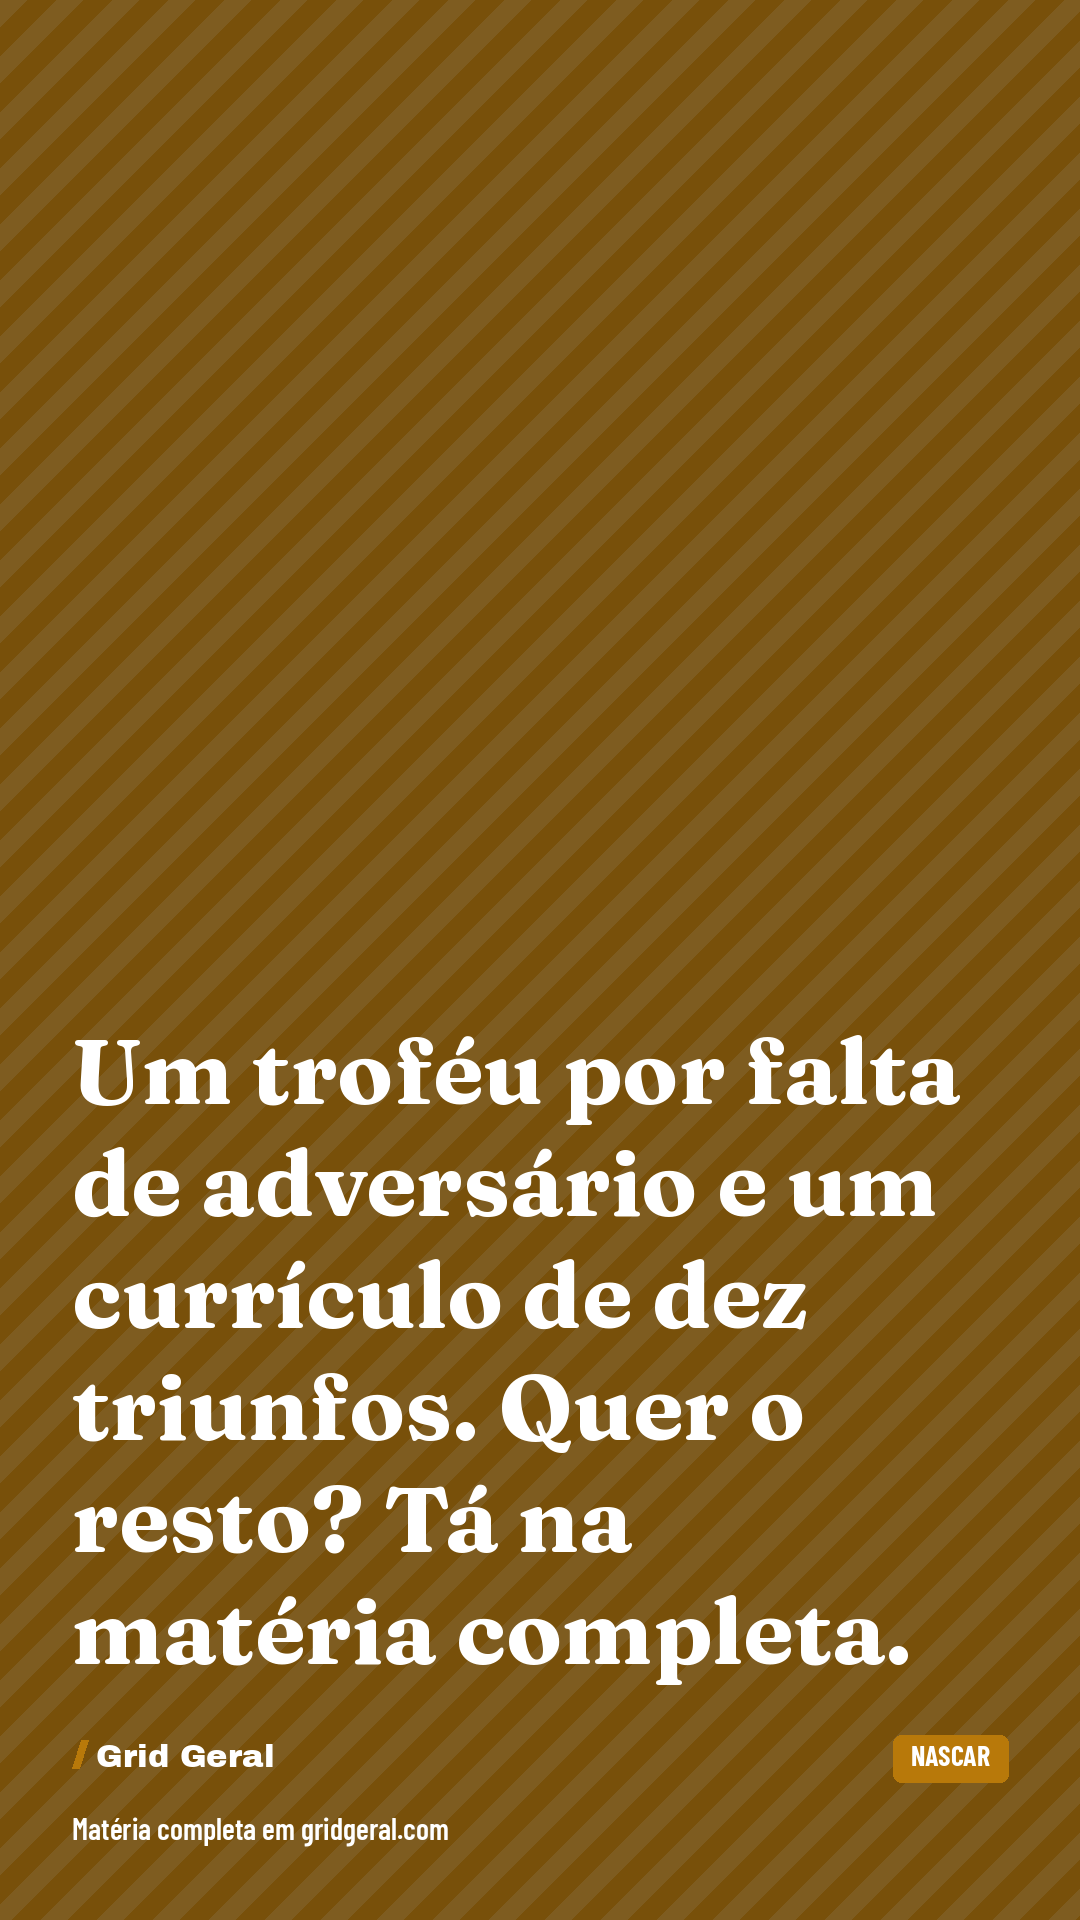 Um troféu por falta
de adversário e um
currículo de dez
triunfos. Quer o
resto? Tá na
matéria completa.
/ Grid Geral
NASCAR
Matéria completa em gridgeral.com